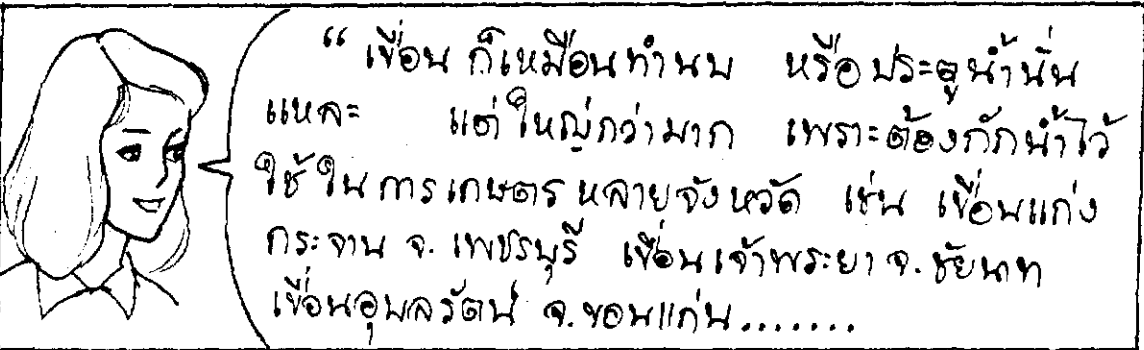 “ เขื่อน ก็เหมือนทำนบ หรือประตูน้ำนั่น
แหละ แต่ใหญ่กว่ามาก เพราะต้องกักน้ำไว้
ใช้ในการเกษตรหลายจังหวัด เช่น เขื่อนแก่ง
กระจาน จ. เพชรบุรี เขื่อนเจ้าพระยา จ. ชัยนาท
เขื่อนอุบลรัตน์ จ.ขอนแก่น.......